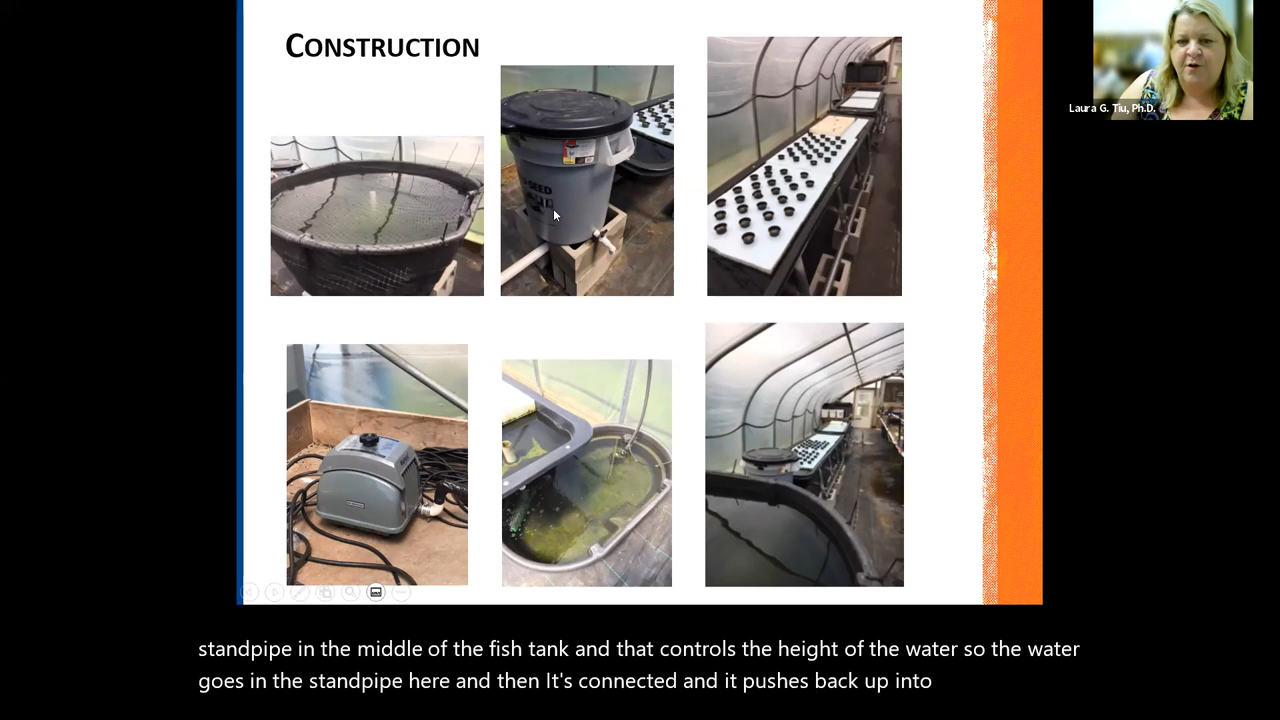 CONSTRUCTION
Laura G. Tiu, Ph.D.
SEED
standpipe in the middle of the fish tank and that controls the height of the water so the water
goes in the standpipe here and then It's connected and it pushes back up into